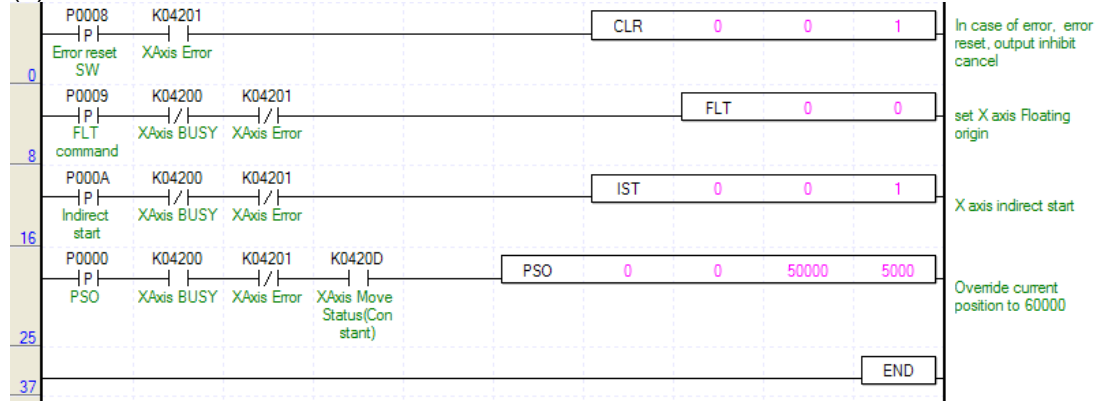 P0008 K04201
P CLR 0 0 1
Error reset XAxis Error
SW
In case of error, error
reset, output inhibit
cancel
0
P0009 K04200 K04201
P / / FLT 0 0
FLT XAxis BUSY XAxis Error
command
set X axis Floating
origin
8
P000A K04200 K04201
P / / IST 0 0 1
Indirect XAxis BUSY XAxis Error
start
X axis indirect start
16
P0000 K04200 K04201 K0420D
P / PSO 0 0 50000 5000
PSO XAxis BUSY XAxis Error XAxis Move
Status(Con
stant)
Override current
position to 60000
25
END
37